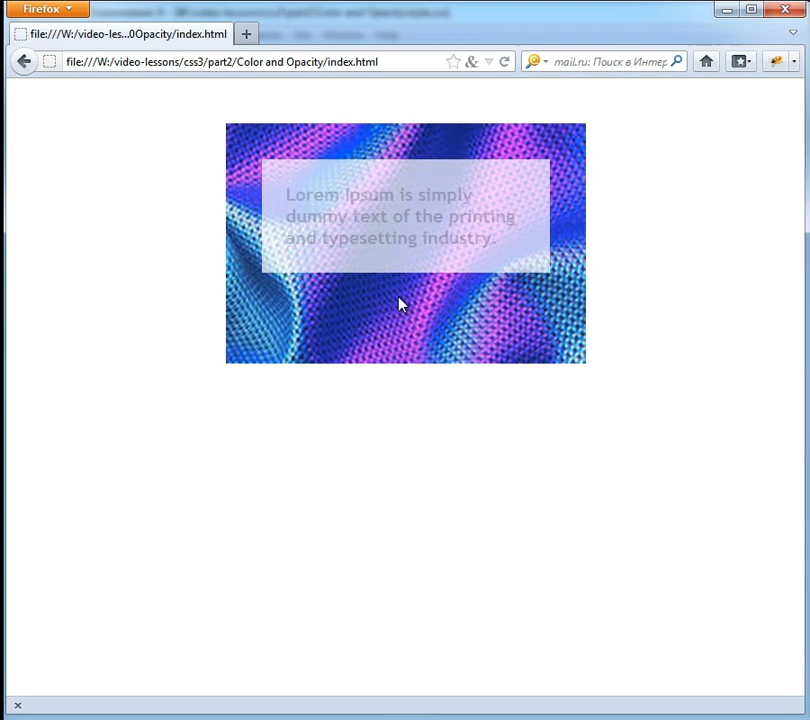 Firefox
file:///W:/video-les...0Opacity/index.html
file:///W:/video-lessons/css3/part2/Color and Opacity/index.html
mail.ru: Поиск в Интер
Lorem Ipsum is simply
dummy text of the printing
and typesetting industry.